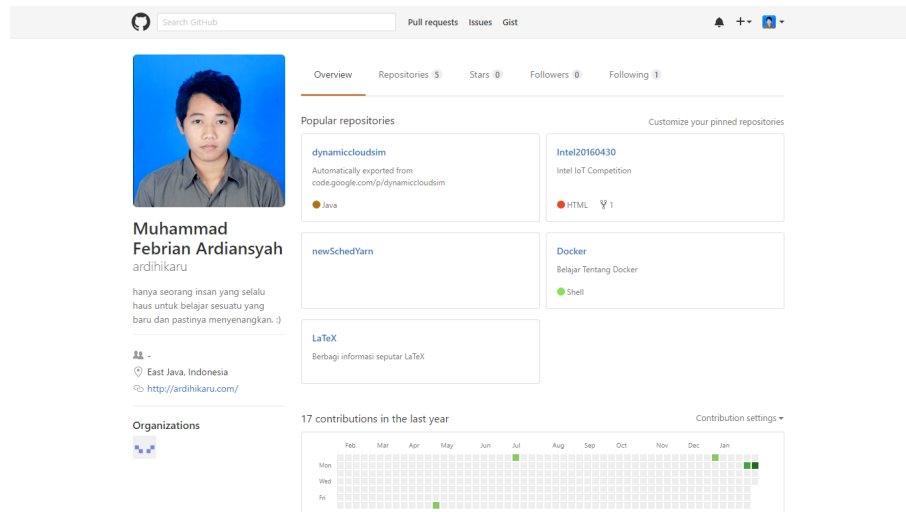 Search GitHub
Pull requests Issues Gist
Overview Repositories 5 Stars 0 Followers 0 Following 1
Popular repositories
Customize your pinned repositories
dynamiccloudsim
Automatically exported from
code.google.com/p/dynamiccloudsim
Java
Intel20160430
Intel IoT Competition
HTML 1
newSchedYarn
Docker
Belajar Tentang Docker
Shell
LaTeX
Berbagi informasi seputar LaTeX
Muhammad
Febrian Ardiansyah
ardihikaru
hanya seorang insan yang selalu
haus untuk belajar sesuatu yang
baru dan pastinya menyenangkan. :)
-
East Java, Indonesia
http://ardihikaru.com/
Organizations
17 contributions in the last year
Contribution settings
Feb Mar Apr May Jun Jul Aug Sep Oct Nov Dec Jan
Mon
Wed
Fri